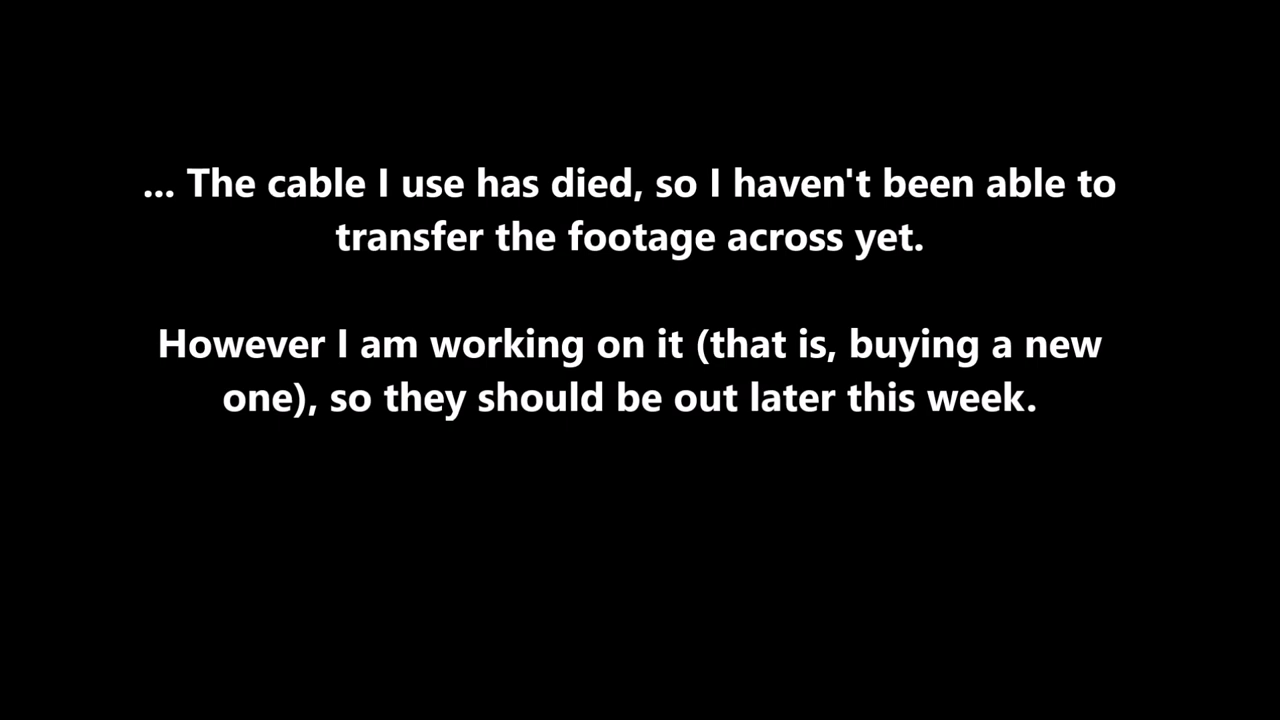 ... The cable I use has died, so I haven't been able to
transfer the footage across yet.
However I am working on it (that is, buying a new
one), so they should be out later this week.